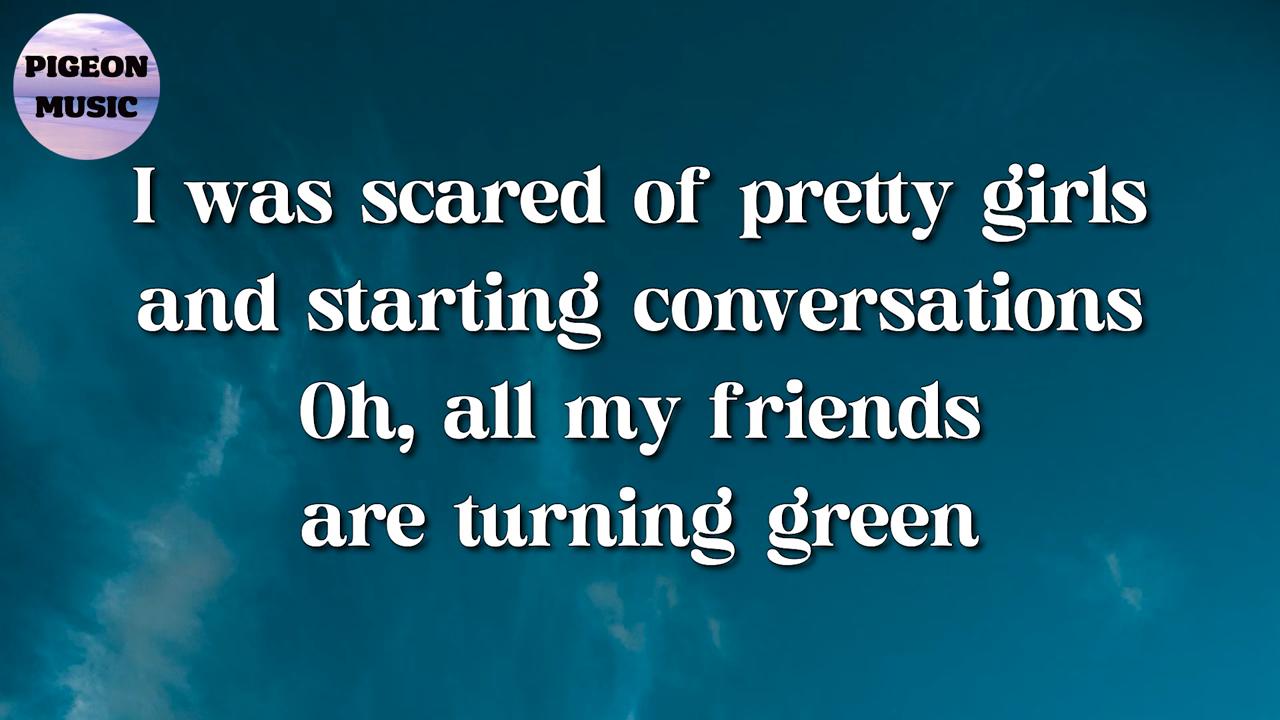 PIGEON
MUSIC
I was scared of pretty girls
and starting conversations
Oh, all my friends
are turning green